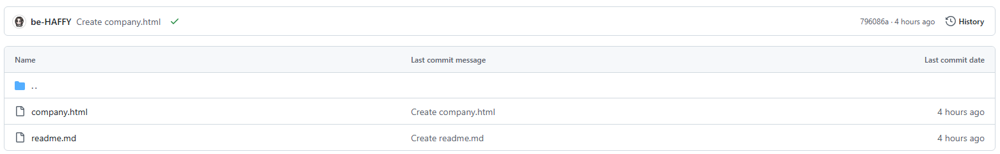 be-HAFFY Create company.html 796086a · 4 hours ago History
Name Last commit message Last commit date
..
company.html Create company.html 4 hours ago
readme.md Create readme.md 4 hours ago